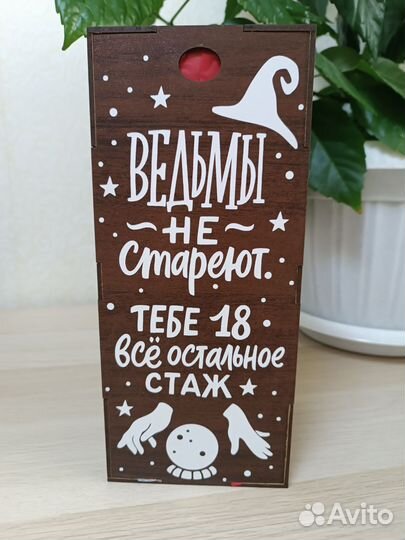 ВЕДЬМЫ
~ НЕ ~
Стареют.
ТЕБЕ 18
всё остальное
СТАЖ
Avito